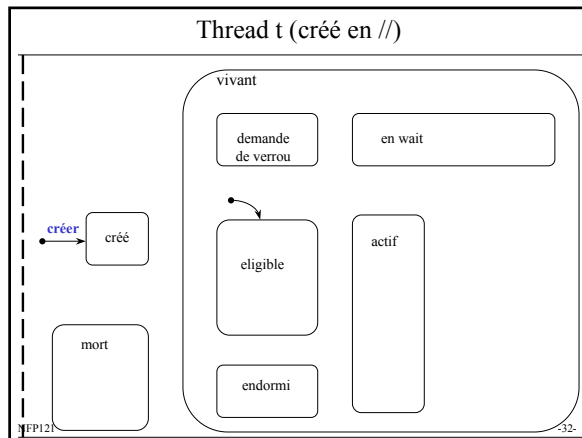 Thread t (créé en //)
vivant
demande
de verrou
en wait
créer
créé
eligible
actif
mort
endormi
NFP121
-32-